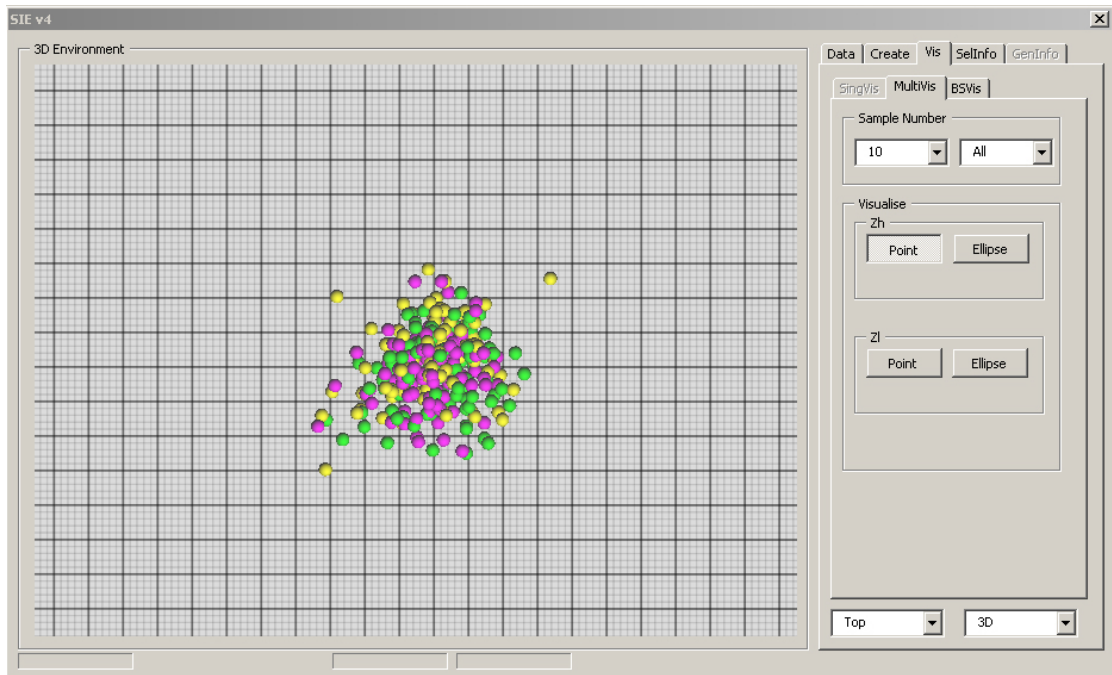 SIE v4
3D Environment
Data Create Vis SelInfo GenInfo
SingVis MultiVis BSVis
Sample Number
10 All
Visualise
Zh
Point Ellipse
Zl
Point Ellipse
Top 3D